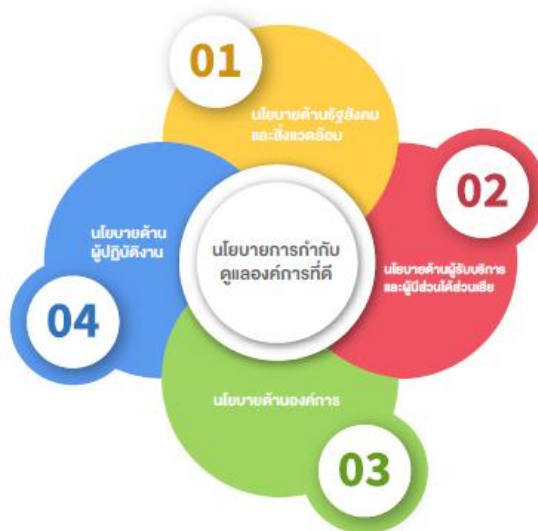 01
นโยบายด้านรัฐสังคม
และสิ่งแวดล้อม
02
นโยบายด้านผู้รับบริการ
และผู้มีส่วนได้ส่วนเสีย
03
นโยบายด้านองค์การ
04
นโยบายด้าน
ผู้ปฏิบัติงาน
นโยบายการกำกับ
ดูแลองค์การที่ดี